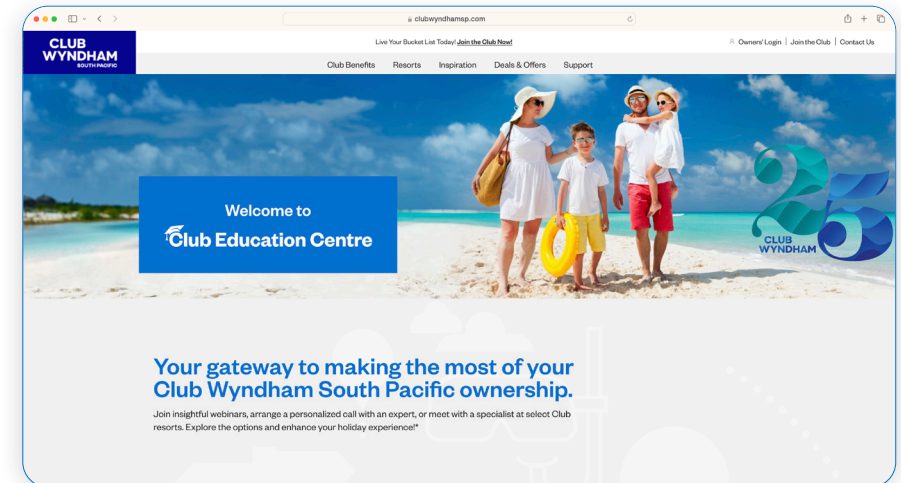 clubwyndhamsp.com
CLUB
WYNDHAM
SOUTH PACIFIC
Live Your Bucket List Today! Join the Club Now!
Owners' Login | Join the Club | Contact Us
Club Benefits Resorts Inspiration Deals & Offers Support
Welcome to
Club Education Centre
25
CLUB
WYNDHAM
Your gateway to making the most of your
Club Wyndham South Pacific ownership.
Join insightful webinars, arrange a personalized call with an expert, or meet with a specialist at select Club
resorts. Explore the options and enhance your holiday experience!*